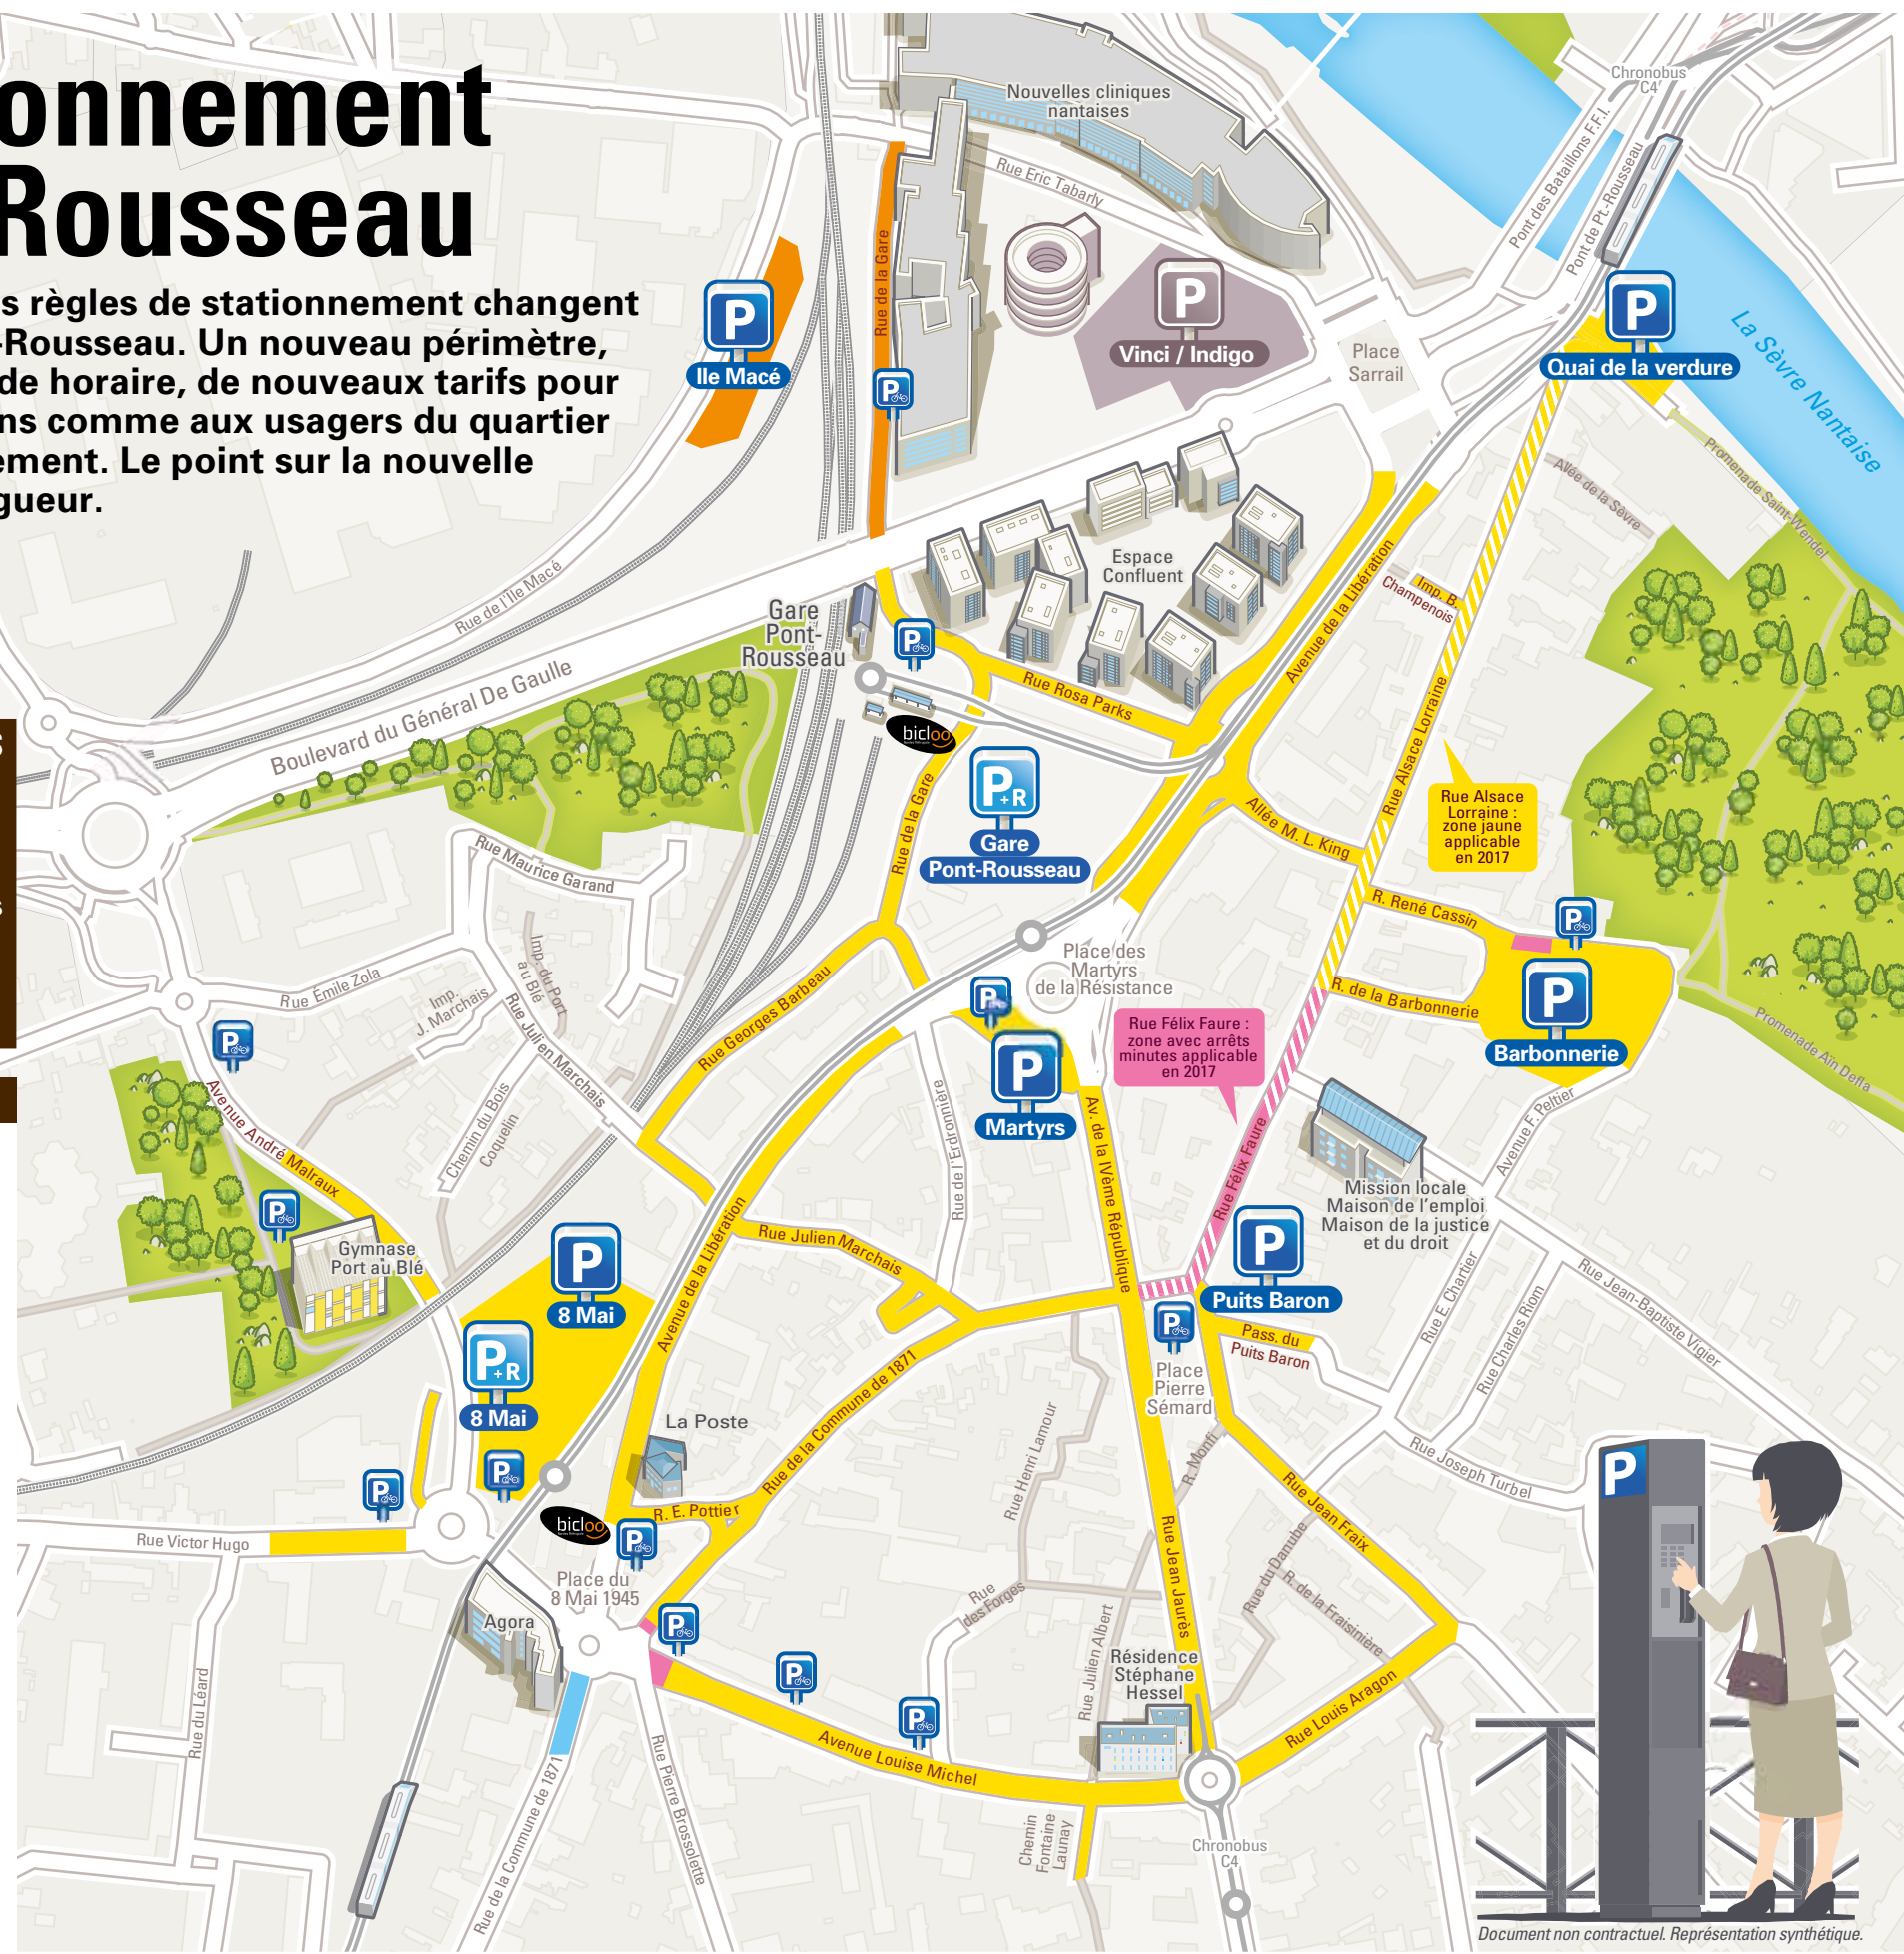 onnement
Rousseau
s règles de stationnement changent
-Rousseau. Un nouveau périmètre,
de horaire, de nouveaux tarifs pour
ns comme aux usagers du quartier
ement. Le point sur la nouvelle
gueur.
Nouvelles cliniques
nantaises
Rue Eric Tabarly
Chronobus
C4
Pont des Bataillons F.F.I.
Pont de Pt.-Rousseau
P
Ile Macé
Rue de la Gare
P
P
Vinci / Indigo
Place
Sarrail
P
Quai de la verdure
La Sèvre Nantaise
Promenade Saint-Wendel
Allée de la Sèvre
Espace
Confluent
Avenue de la Libération
Imp. B.
Champenois
Rue de l'Île Macé
Boulevard du Général De Gaulle
Gare
Pont-
Rousseau
P
Rue Rosa Parks
bicloo
Rue Alsace Lorraine
P+R
Gare
Pont-Rousseau
Rue de la Gare
Allée M. L. King
Rue Alsace
Lorraine :
zone jaune
applicable
en 2017
S
s
Rue Maurice Garand
R. René Cassin
P
P
Barbonnerie
R. de la Barbonnerie
Promenade Aïn Defla
Imp. du Port
au Blé
Rue Émile Zola
Imp.
J. Marchais
Rue Julien Marchais
Rue Georges Barbeau
Place des
Martyrs
de la Résistance
P
P
Martyrs
Rue Félix Faure :
zone avec arrêts
minutes applicable
en 2017
P
Avenue André Malraux
Chemin du Bois
Coquelin
Rue de l'Erdronnière
Av. de la IVème République
Rue Félix Faure
Avenue F. Peltier
Mission locale
Maison de l'emploi
Maison de la justice
et du droit
P
Gymnase
Port au Blé
P
8 Mai
Avenue de la Libération
Rue Julien Marchais
P
Puits Baron
P
Pass. du
Puits Baron
Rue E. Chartier
Rue Charles Riom
Rue Jean-Baptiste Vigier
P+R
8 Mai
P
P
La Poste
Rue de la Commune de 1871
Place
Pierre
Sémard
Rue Henri Lamour
R. Monfi
Rue Joseph Turbel
P
Rue Victor Hugo
bicloo
P
R. E. Pottier
Rue Jean Fraix
Rue Jean Jaurès
Rue du Danube
R. de la Fraisinière
Place du
8 Mai 1945
Agora
P
Rue
des Forges
Rue Julien Albert
Résidence
Stéphane
Hessel
Rue Louis Aragon
P
P
Avenue Louise Michel
Rue du Léard
Rue de la Commune de 1871
Rue Pierre Brossolette
Chemin
Fontaine
Launay
Chronobus
C4
Document non contractuel. Représentation synthétique.